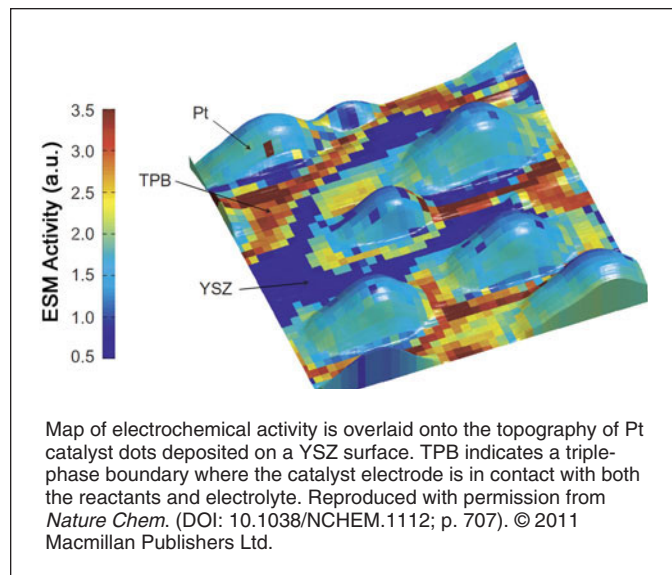 ESM Activity (a.u.)
3.5
3.0
2.5
2.0
1.5
1.0
0.5
Pt
TPB
YSZ
Map of electrochemical activity is overlaid onto the topography of Pt
catalyst dots deposited on a YSZ surface. TPB indicates a triple-
phase boundary where the catalyst electrode is in contact with both
the reactants and electrolyte. Reproduced with permission from
Nature Chem. (DOI: 10.1038/NCHEM.1112; p. 707). © 2011
Macmillan Publishers Ltd.